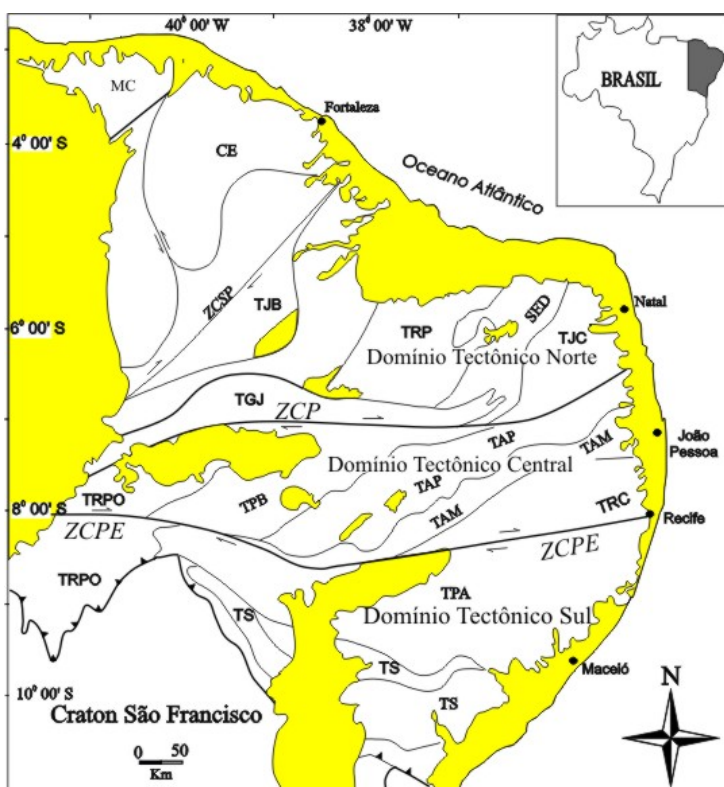 40° 00' W
38° 00' W
MC
BRASIL
Fortaleza
4° 00' S
CE
Oceano Atlântico
ZCSP
TJB
SED
Natal
6° 00' S
TRP
TJC
Domínio Tectônico Norte
TGJ
ZCP
TAP
TAM
João
Pessoa
Domínio Tectônico Central
TRPO
TPB
TAP
TRC
8° 00' S
TAM
Recife
ZCPE
ZCPE
TRPO
TPA
TS
Domínio Tectônico Sul
TS
Maceló
N
10° 00' S
TS
Craton São Francisco
0 50
Km